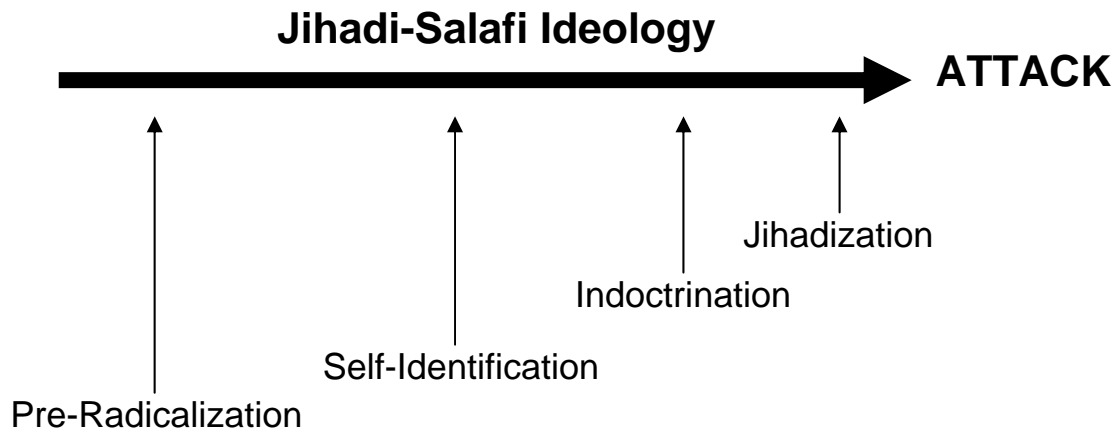 Jihadi-Salafi Ideology
ATTACK
Jihadization
Indoctrination
Self-Identification
Pre-Radicalization